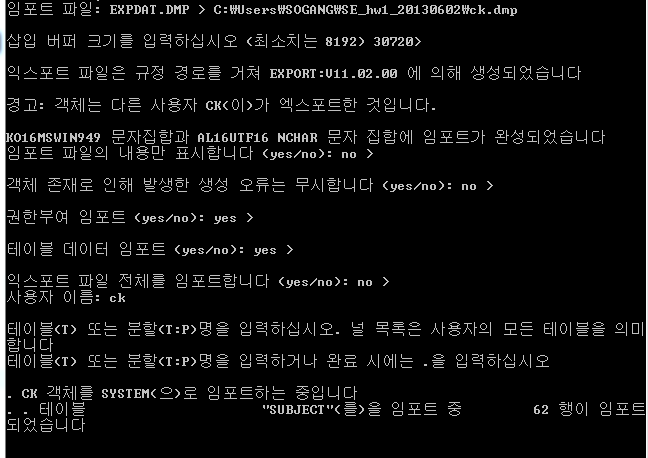 임포트 파일: EXPDAT.DMP > C:₩Users₩SOGANG₩SE_hw1_20130602₩ck.dmp
삽입 버퍼 크기를 입력하십시오 (최소치는 8192) 30720>
익스포트 파일은 규정 경로를 거쳐 EXPORT:V11.02.00 에 의해 생성되었습니다
경고: 객체는 다른 사용자 CK(이)가 엑스포트한 것입니다.
KO16MSWIN949 문자집합과 AL16UTF16 NCHAR 문자 집합에 임포트가 완성되었습니다
임포트 파일의 내용만 표시합니다 (yes/no): no >
객체 존재로 인해 발생한 생성 오류는 무시합니다 (yes/no): no >
권한부여 임포트 (yes/no): yes >
테이블 데이터 임포트 (yes/no): yes >
익스포트 파일 전체를 임포트합니다 (yes/no): no >
사용자 이름: ck
테이블(T) 또는 분할(T:P)명을 입력하십시오. 널 목록은 사용자의 모든 테이블을 의미
합니다
테이블(T) 또는 분할(T:P)명을 입력하거나 완료 시에는 .을 입력하십시오
. CK 객체를 SYSTEM(으)로 임포트하는 중입니다
. . 테이블 "SUBJECT"(를)을 임포트 중 62 행이 임포트
되었습니다